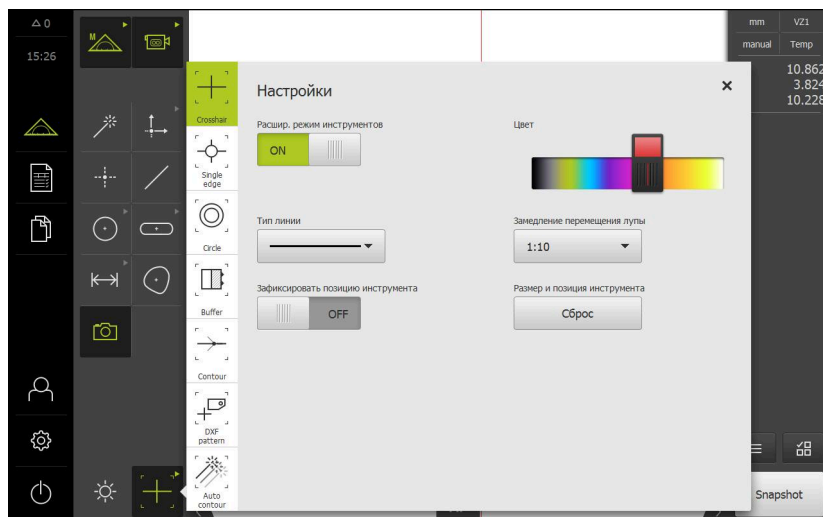 0
15:26
M
Crosshair
Single
edge
Circle
Buffer
Contour
DXF
pattern
Auto
contour
Настройки
Расшир. режим инструментов
ON
Цвет
Тип линии
Замедление перемещения лупы
1:10
Зафиксировать позицию инструмента
OFF
Размер и позиция инструмента
Сброс
mm VZ1
manual Temp
10.862
3.824
10.228
Snapshot